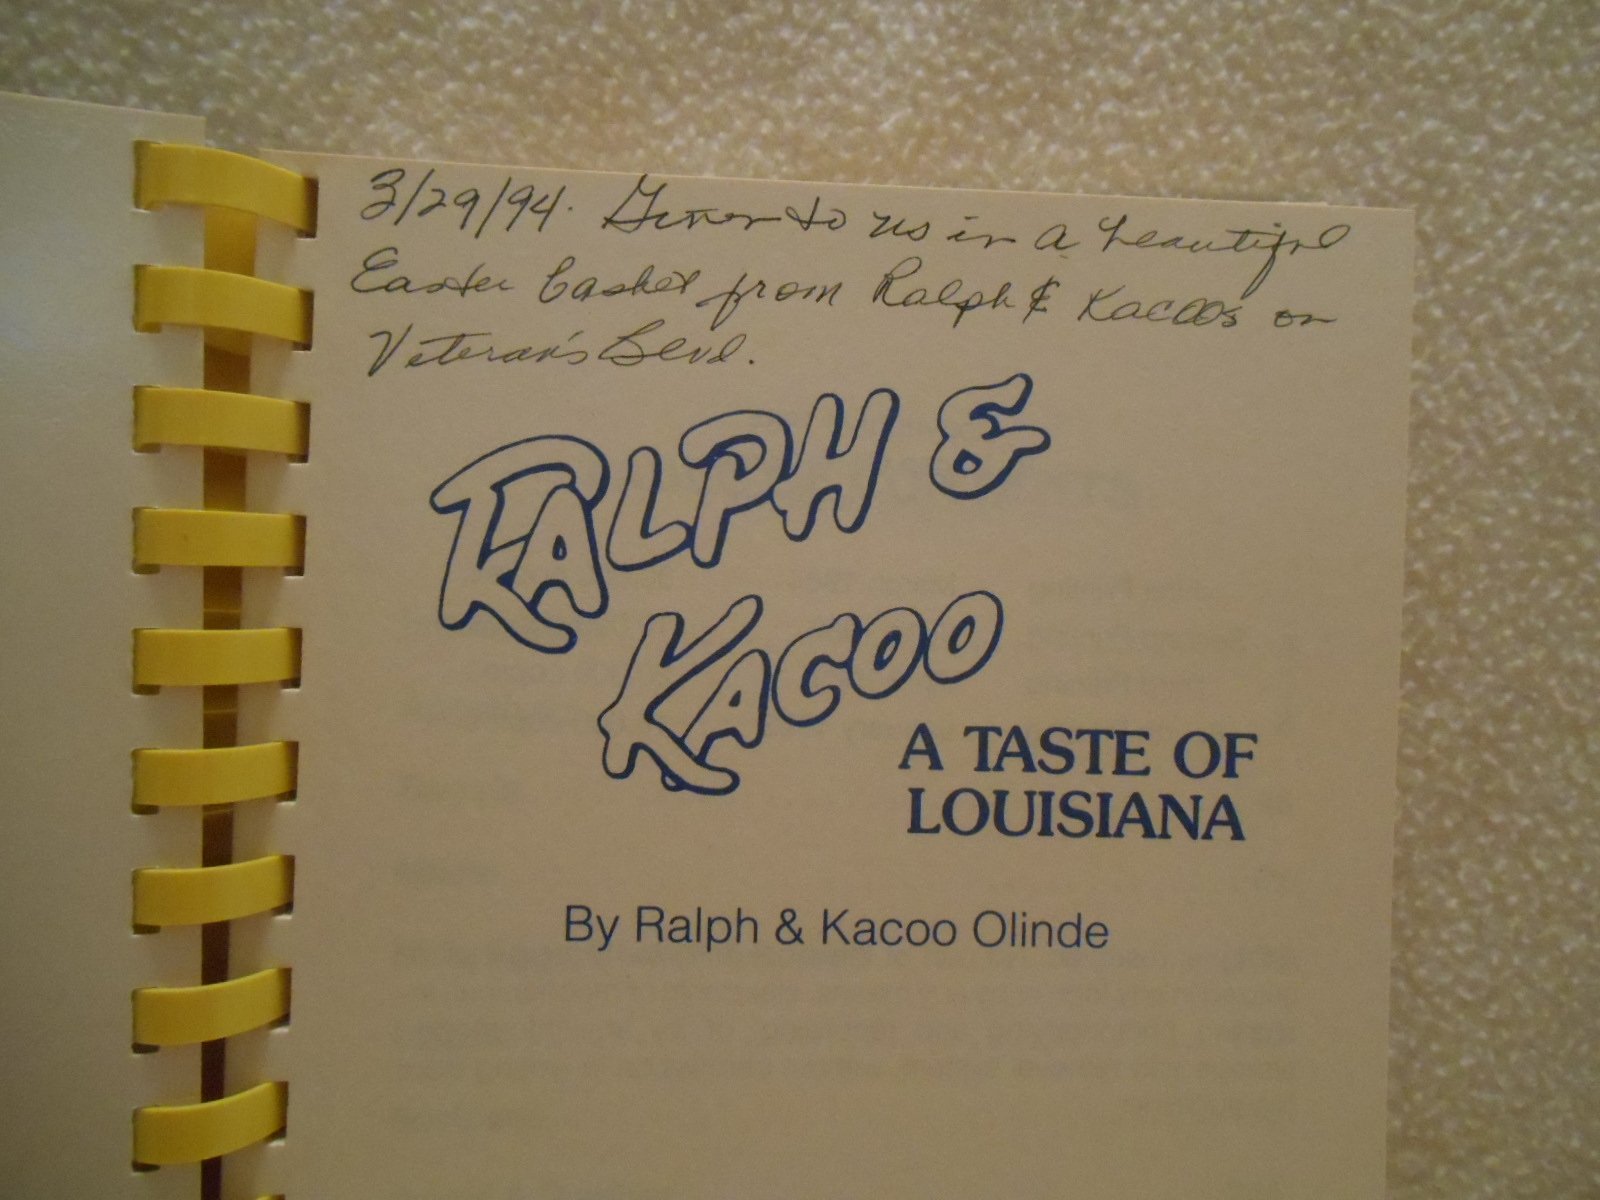 3/29/94. Given to us in a beautiful
Easter basket from Ralph & Kacoo's on
Veteran's Blvd.
RALPH &
KACOO
A TASTE OF
LOUISIANA
By Ralph & Kacoo Olinde